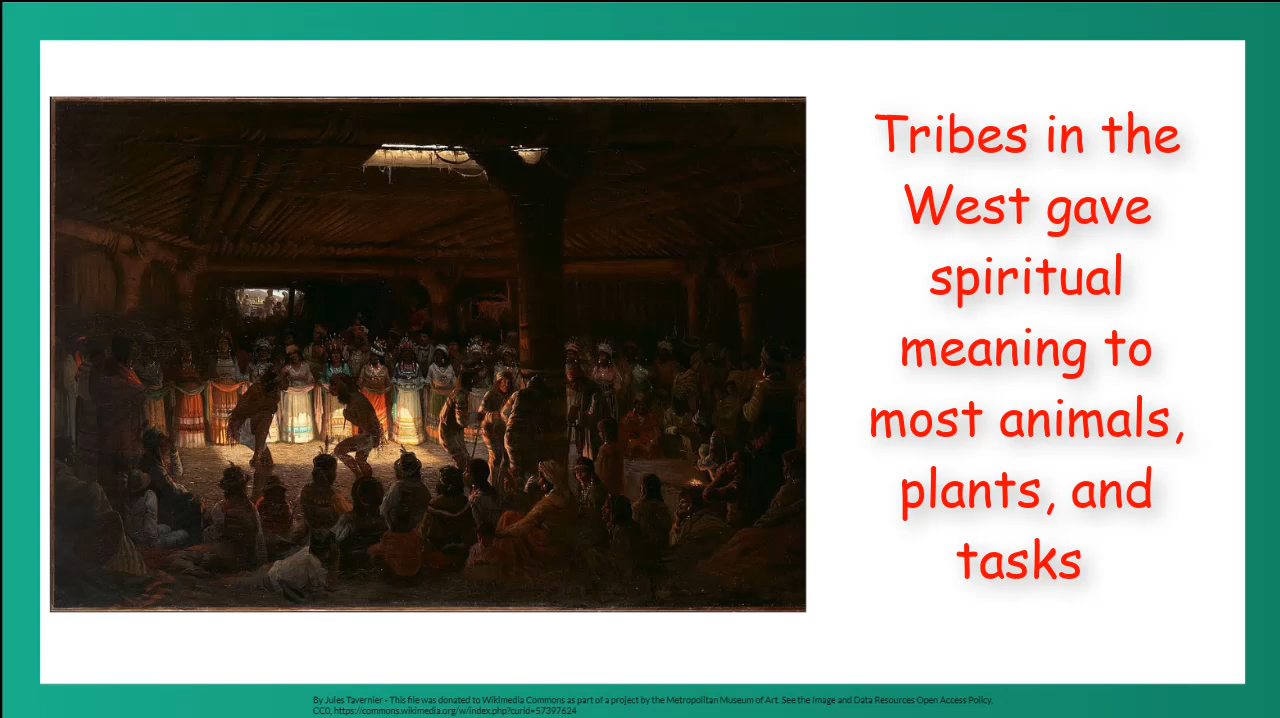 Tribes in the
West gave
spiritual
meaning to
most animals,
plants, and
tasks
By Jules Tavernier - This file was donated to Wikimedia Commons as part of a project by the Metropolitan Museum of Art. See the Image and Data Resources Open Access Policy,
CC0, https://commons.wikimedia.org/w/index.php?curid=57397624